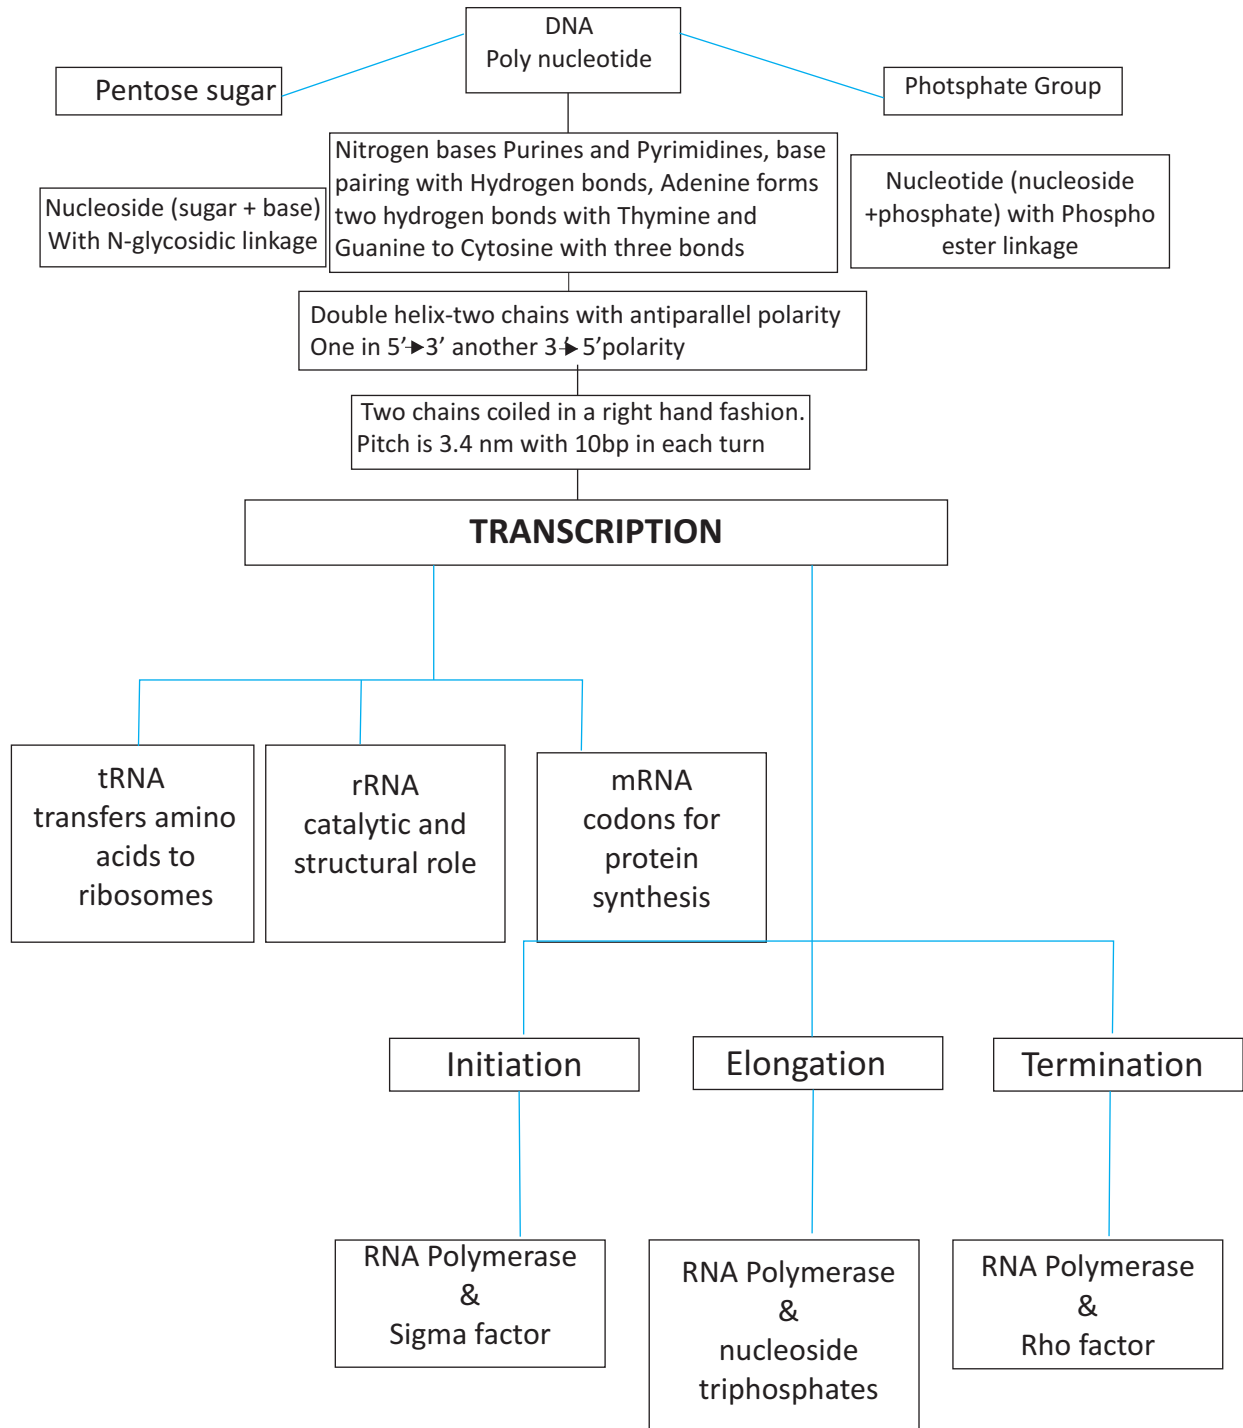 DNA
Poly nucleotide
Pentose sugar
Photsphate Group
Nitrogen bases Purines and Pyrimidines, base
pairing with Hydrogen bonds, Adenine forms
two hydrogen bonds with Thymine and
Guanine to Cytosine with three bonds
Nucleoside (sugar + base)
With N-glycosidic linkage
Nucleotide (nucleoside
+phosphate) with Phospho
ester linkage
Double helix-two chains with antiparallel polarity
One in 5’→3’ another 3’→ 5’polarity
Two chains coiled in a right hand fashion.
Pitch is 3.4 nm with 10bp in each turn
TRANSCRIPTION
tRNA
transfers amino
acids to
ribosomes
rRNA
catalytic and
structural role
mRNA
codons for
protein
synthesis
Initiation
Elongation
Termination
RNA Polymerase
&
Sigma factor
RNA Polymerase
&
nucleoside
triphosphates
RNA Polymerase
&
Rho factor